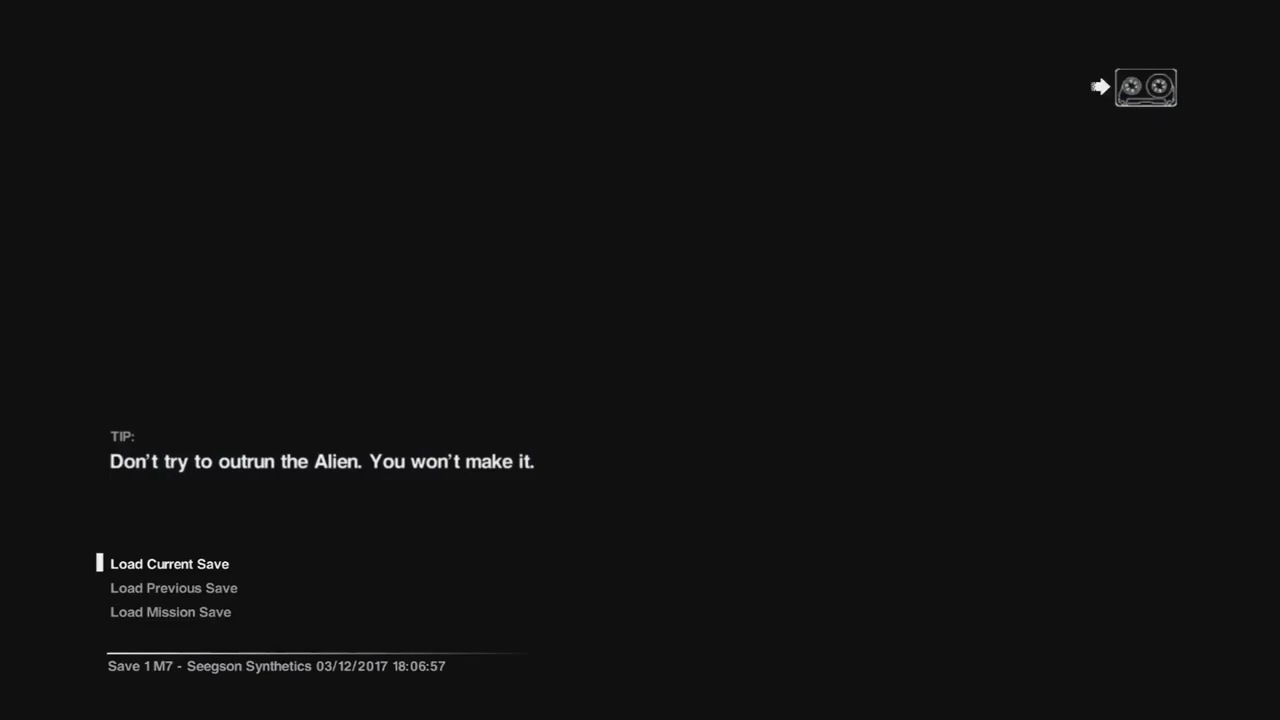 TIP:
Don't try to outrun the Alien. You won't make it.
Load Current Save
Load Previous Save
Load Mission Save
Save 1 M7 - Seegson Synthetics 03/12/2017 18:06:57